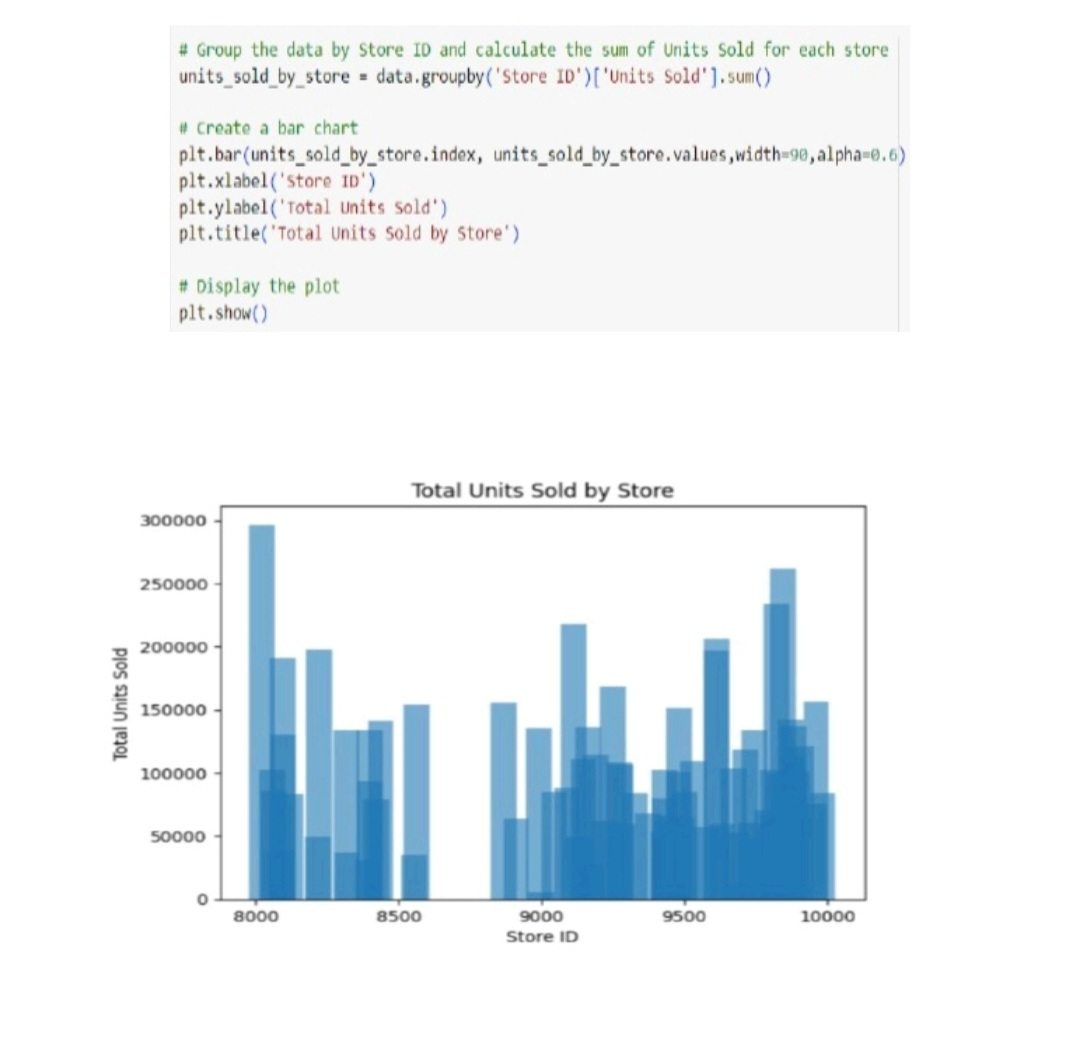 # Group the data by Store ID and calculate the sum of Units Sold for each store
units_sold_by_store = data.groupby('Store ID')['Units Sold'].sum()
# Create a bar chart
plt.bar(units_sold_by_store.index, units_sold_by_store.values,width=90,alpha=0.6)
plt.xlabel('Store ID')
plt.ylabel('Total Units Sold')
plt.title('Total Units Sold by Store')
# Display the plot
plt.show()
Total Units Sold by Store
Total Units Sold
300000
250000
200000
150000
100000
50000
0
8000 8500 9000 9500 10000
Store ID